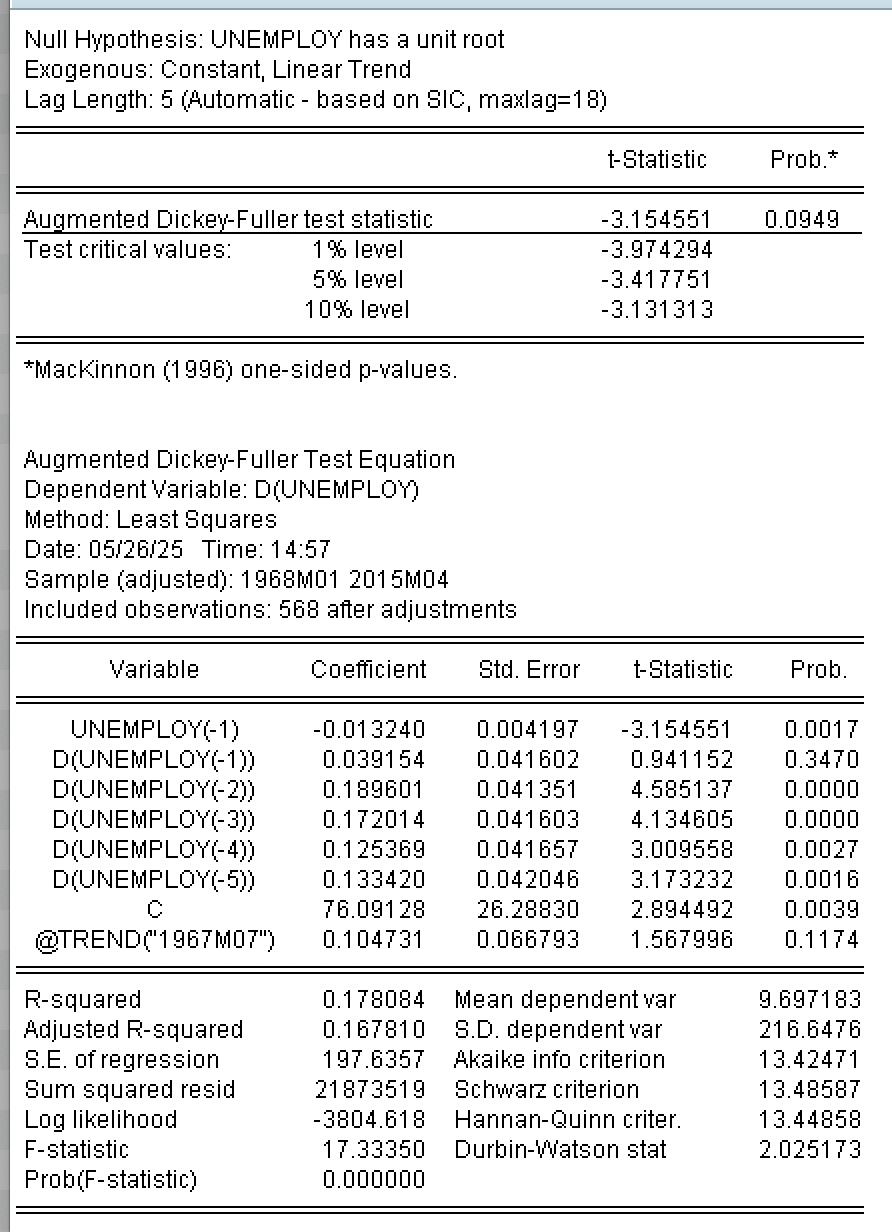 Null Hypothesis: UNEMPLOY has a unit root
Exogenous: Constant, Linear Trend
Lag Length: 5 (Automatic - based on SIC, maxlag=18)
t-Statistic Prob.*
Augmented Dickey-Fuller test statistic -3.154551 0.0949
Test critical values: 1% level -3.974294
5% level -3.417751
10% level -3.131313
*MacKinnon (1996) one-sided p-values.
Augmented Dickey-Fuller Test Equation
Dependent Variable: D(UNEMPLOY)
Method: Least Squares
Date: 05/26/25 Time: 14:57
Sample (adjusted): 1968M01 2015M04
Included observations: 568 after adjustments
Variable Coefficient Std. Error t-Statistic Prob.
UNEMPLOY(-1) -0.013240 0.004197 -3.154551 0.0017
D(UNEMPLOY(-1)) 0.039154 0.041602 0.941152 0.3470
D(UNEMPLOY(-2)) 0.189601 0.041351 4.585137 0.0000
D(UNEMPLOY(-3)) 0.172014 0.041603 4.134605 0.0000
D(UNEMPLOY(-4)) 0.125369 0.041657 3.009558 0.0027
D(UNEMPLOY(-5)) 0.133420 0.042046 3.173232 0.0016
C 76.09128 26.28830 2.894492 0.0039
@TREND("1967M07") 0.104731 0.066793 1.567996 0.1174
R-squared 0.178084 Mean dependent var 9.697183
Adjusted R-squared 0.167810 S.D. dependent var 216.6476
S.E. of regression 197.6357 Akaike info criterion 13.42471
Sum squared resid 21873519 Schwarz criterion 13.48587
Log likelihood -3804.618 Hannan-Quinn criter. 13.44858
F-statistic 17.33350 Durbin-Watson stat 2.025173
Prob(F-statistic) 0.000000